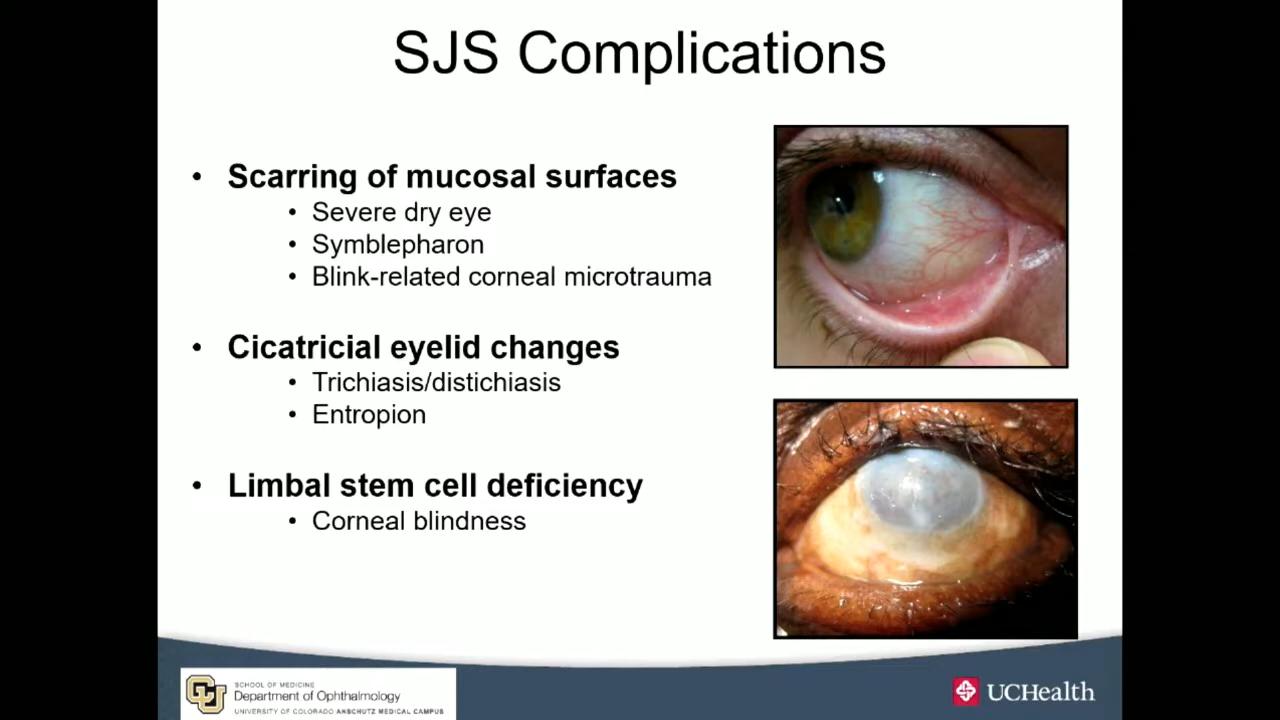 SJS Complications
• Scarring of mucosal surfaces
• Severe dry eye
• Symblepharon
• Blink-related corneal microtrauma
• Cicatricial eyelid changes
• Trichiasis/distichiasis
• Entropion
• Limbal stem cell deficiency
• Corneal blindness
CU
SCHOOL OF MEDICINE
Department of Ophthalmology
UNIVERSITY OF COLORADO ANSCHUTZ MEDICAL CAMPUS
UCHealth